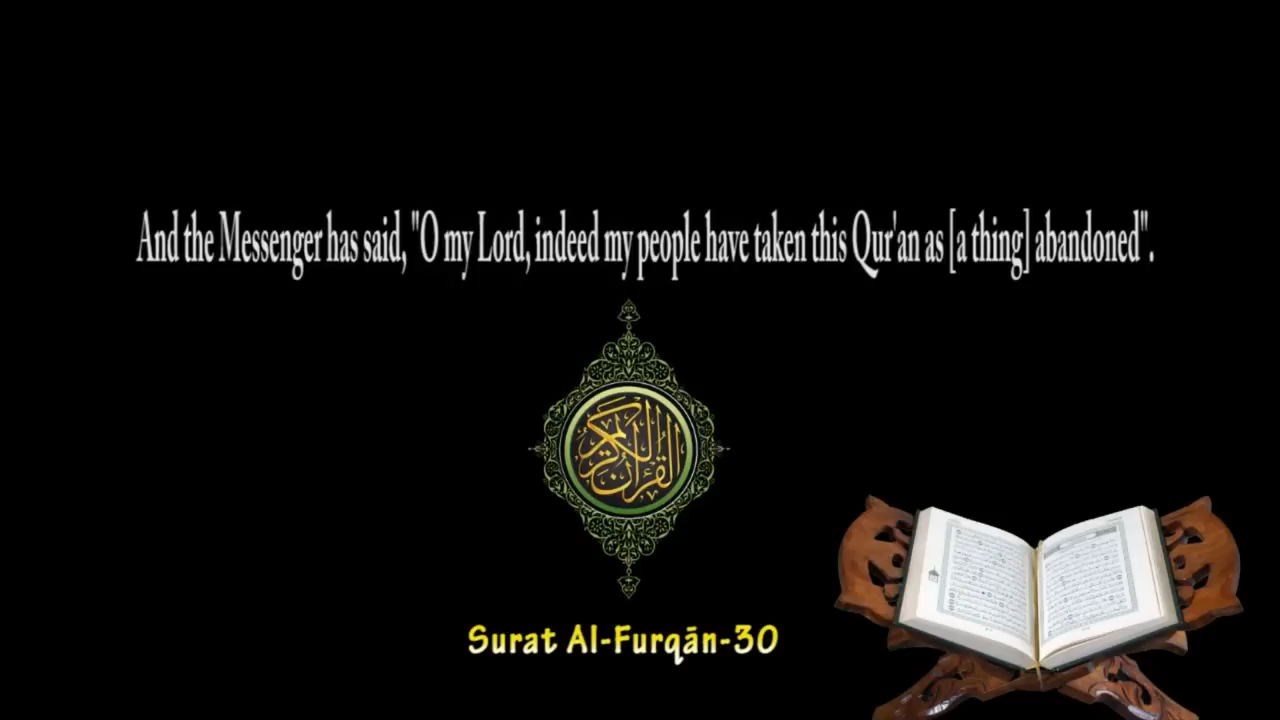 And the Messenger has said, "O my Lord, indeed my people have taken this Qur'an as [a thing] abandoned".
القرآن الكريم
Surat Al-Furqān-30